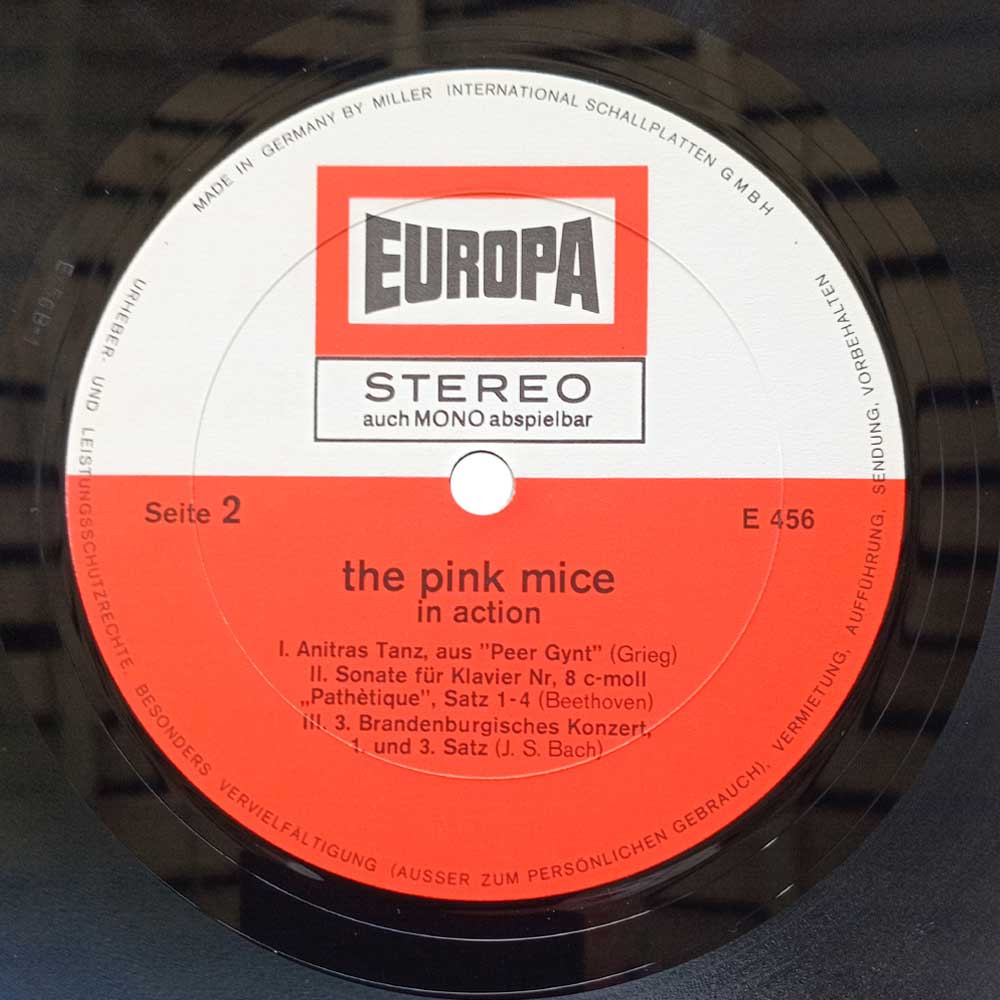 MADE IN GERMANY BY MILLER INTERNATIONAL SCHALLPLATTEN GMBH
EUROPA
STEREO
auch MONO abspielbar
Seite 2
E 456
the pink mice
in action
I. Anitras Tanz, aus "Peer Gynt" (Grieg)
II. Sonate für Klavier Nr, 8 c-moll
„Pathètique", Satz 1-4 (Beethoven)
III. 3. Brandenburgisches Konzert,
1. und 3. Satz (J. S. Bach)
URHEBER- UND LEISTUNGSSCHUTZRECHTE. BESONDERS VERVIELFÄLTIGUNG (AUSSER ZUM PERSÖNLICHEN GEBRAUCH), VERMIETUNG, AUFFÜHRUNG, SENDUNG, VORBEHALTEN